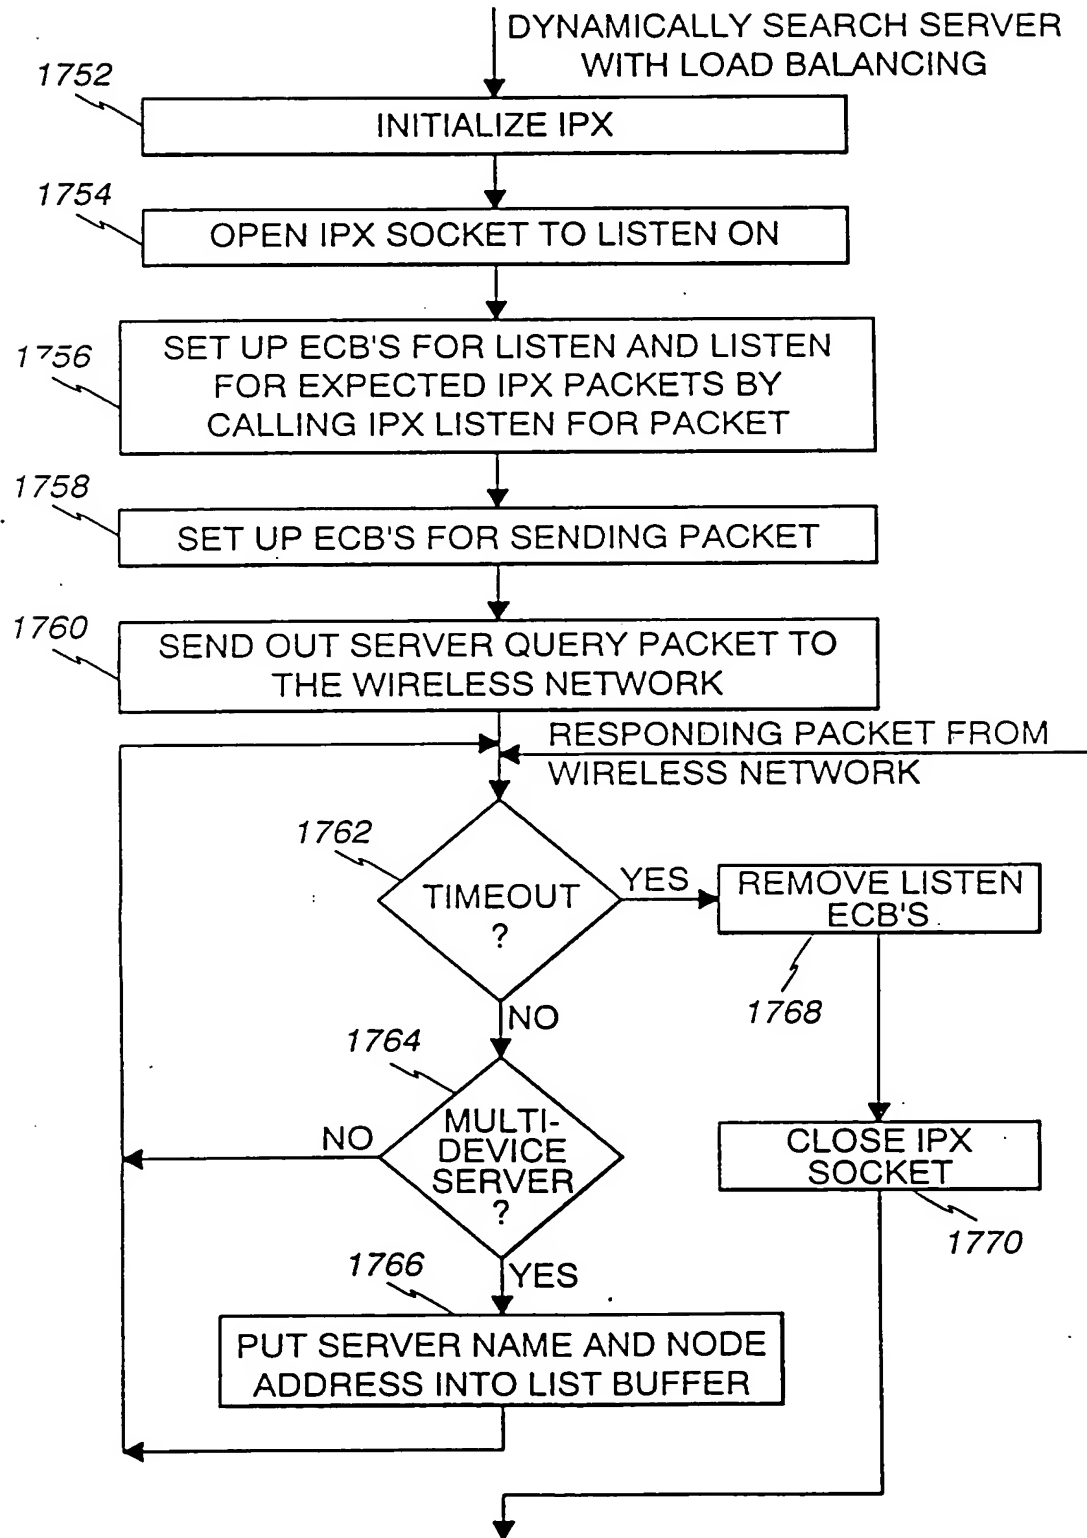 DYNAMICALLY SEARCH SERVER
WITH LOAD BALANCING
1752
INITIALIZE IPX
1754
OPEN IPX SOCKET TO LISTEN ON
1756
SET UP ECB'S FOR LISTEN AND LISTEN
FOR EXPECTED IPX PACKETS BY
CALLING IPX LISTEN FOR PACKET
1758
SET UP ECB'S FOR SENDING PACKET
1760
SEND OUT SERVER QUERY PACKET TO
THE WIRELESS NETWORK
RESPONDING PACKET FROM
WIRELESS NETWORK
1762
TIMEOUT
?
YES
REMOVE LISTEN
ECB'S
1768
NO
1764
MULTI-
DEVICE
SERVER
?
NO
CLOSE IPX
SOCKET
1770
YES
1766
PUT SERVER NAME AND NODE
ADDRESS INTO LIST BUFFER